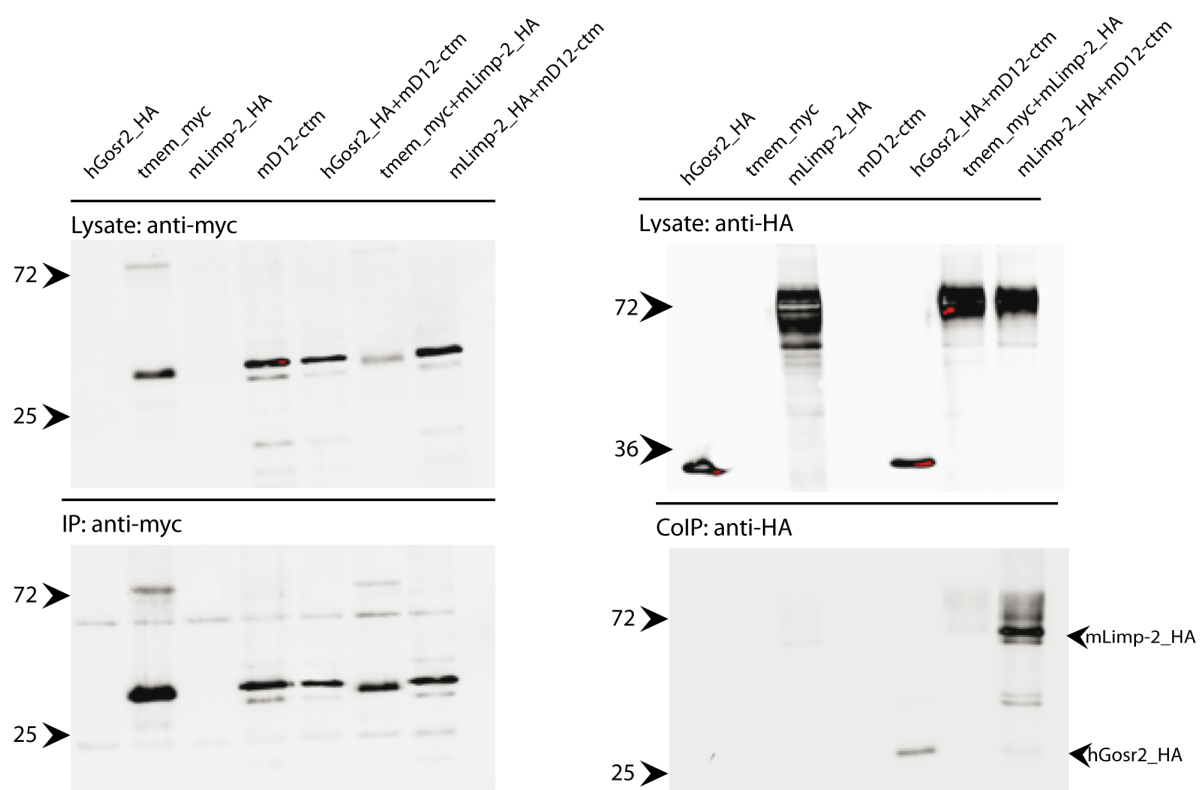 hGosr2_HA
tmem_myc
mLimp-2_HA
mD12-ctm
hGosr2_HA+mD12-ctm
tmem_myc+mLimp-2_HA
mLimp-2_HA+mD12-ctm
Lysate: anti-myc
72
25
IP: anti-myc
72
25
hGosr2_HA
tmem_myc
mLimp-2_HA
mD12-ctm
hGosr2_HA+mD12-ctm
tmem_myc+mLimp-2_HA
mLimp-2_HA+mD12-ctm
Lysate: anti-HA
72
36
CoIP: anti-HA
72
mLimp-2_HA
hGosr2_HA
25